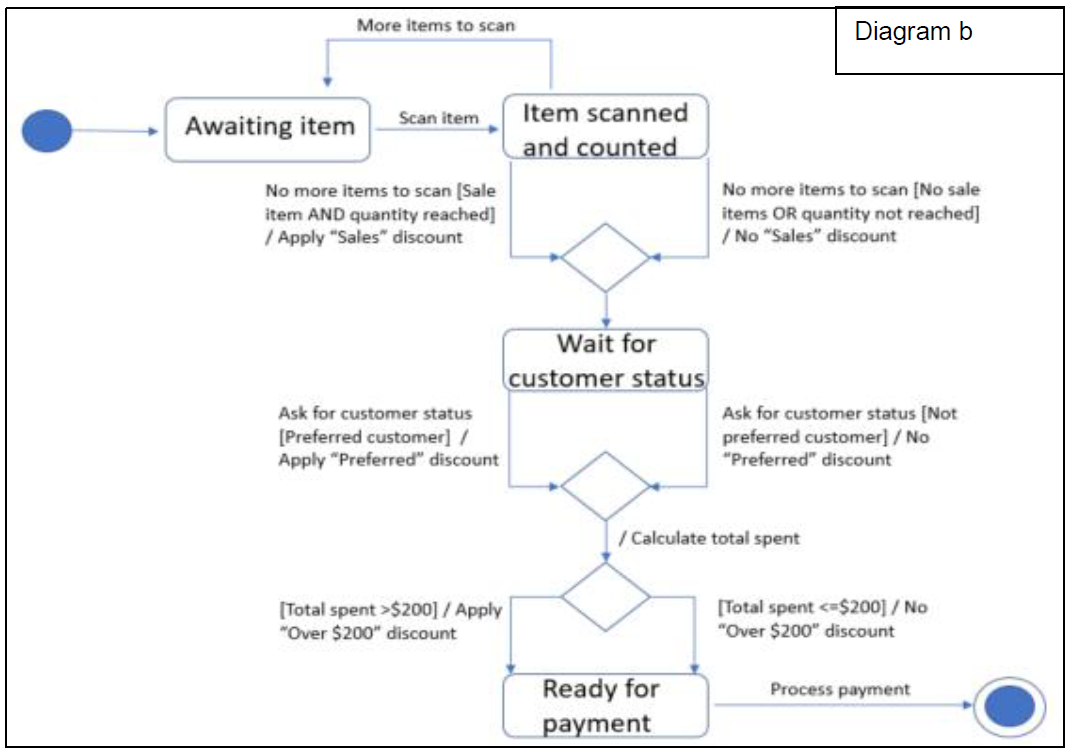 More items to scan
Diagram b
Awaiting item
Scan item
Item scanned
and counted
No more items to scan [Sale
item AND quantity reached]
/ Apply “Sales” discount
No more items to scan [No sale
items OR quantity not reached]
/ No “Sales” discount
Wait for
customer status
Ask for customer status
[Preferred customer] /
Apply “Preferred” discount
Ask for customer status [Not
preferred customer] / No
“Preferred” discount
/ Calculate total spent
[Total spent >$200] / Apply
“Over $200” discount
[Total spent <=$200] / No
“Over $200” discount
Ready for
payment
Process payment